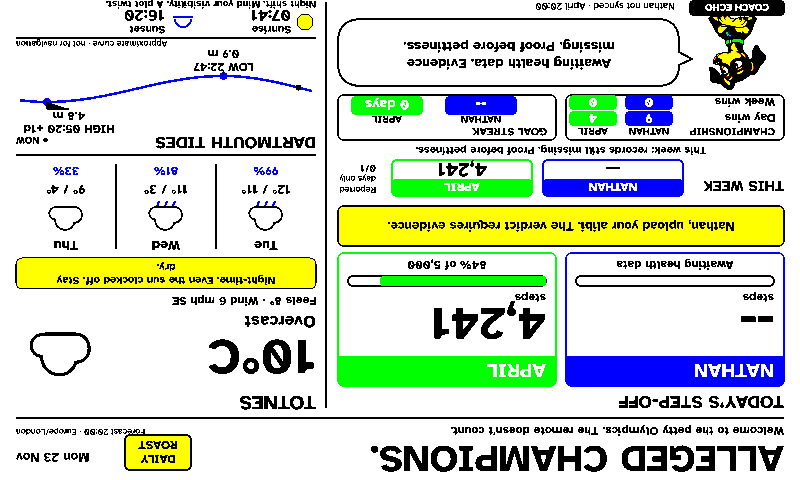 ALLEGED CHAMPIONS.
DAILY
ROAST
Mon 23 Nov
Welcome to the petty Olympics. The remote doesn't count.
Forecast 20:00 · Europe/London
TODAY'S STEP-OFF
NATHAN
--
steps
Awaiting health data
APRIL
4,241
steps
84% of 5,000
Nathan, upload your alibi. The verdict requires evidence.
THIS WEEK
NATHAN
—
APRIL
4,241
Reported
days only
0/1
This week: records still missing. Proof before pettiness.
CHAMPIONSHIP
NATHAN
APRIL
Day wins
9
4
Week wins
0
0
GOAL STREAK
NATHAN
APRIL
--
0 days
COACH ECHO
Awaiting health data. Evidence
missing. Proof before pettiness.
Nathan not synced · April 20:00
TOTNES
10°C
Overcast
Feels 8° · Wind 6 mph SE
Night-time. Even the sun clocked off. Stay
dry.
Tue
12° / 11°
99%
Wed
11° / 3°
81%
Thu
9° / 4°
33%
DARTMOUTH TIDES
• NOW
HIGH 05:20 +1d
4.8 m
LOW 22:47
0.9 m
Approximate curve · not for navigation
Sunrise
07:41
Sunset
16:20
Night shift. Mind your visibility. A plot twist.